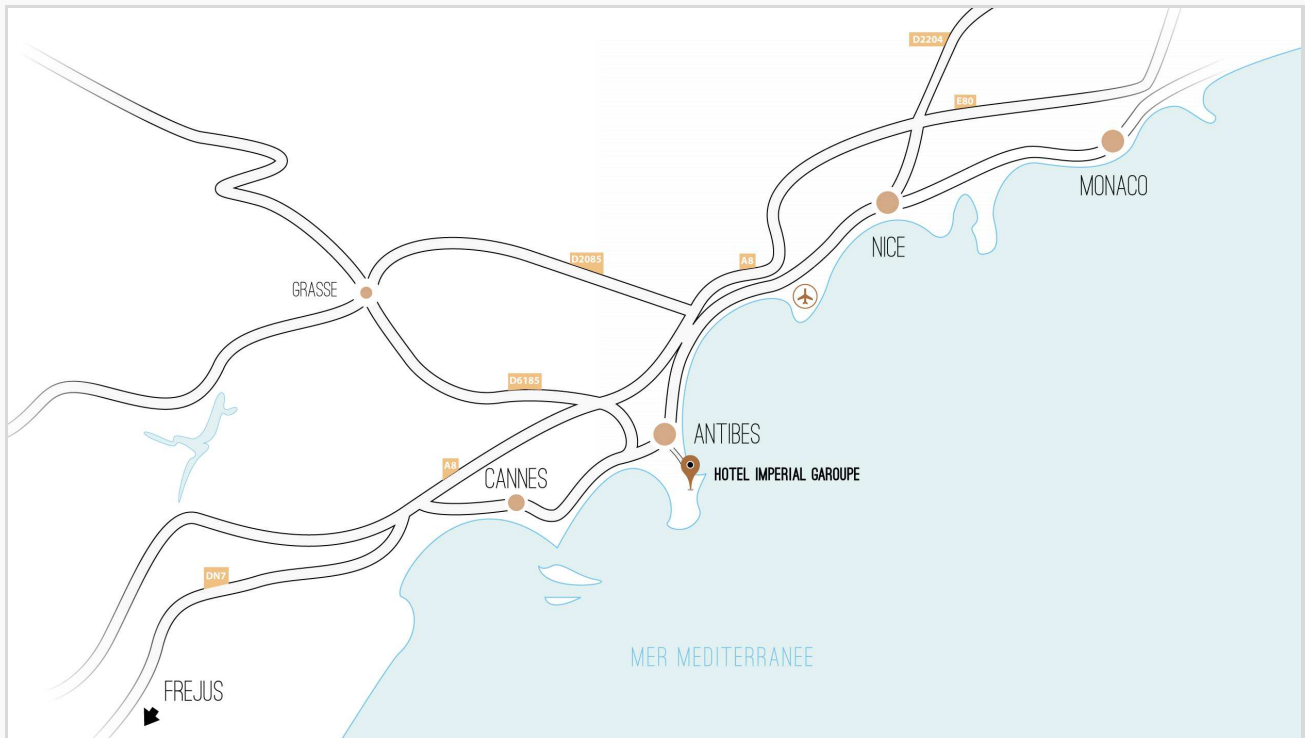 D2204
E80
MONACO
NICE
D2085
A8
GRASSE
D6185
ANTIBES
A8
CANNES
HOTEL IMPERIAL GAROUPE
DN7
MER MEDITERRANEE
FREJUS